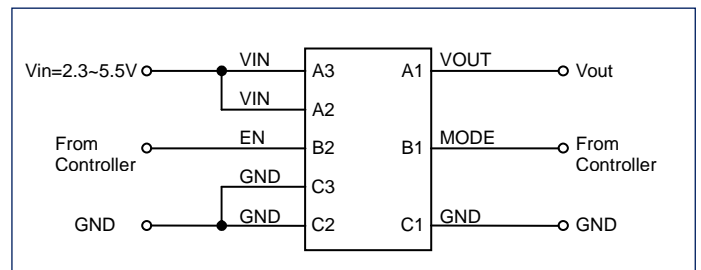 Vin=2.3~5.5V VIN A3 A1 VOUT Vout
VIN A2
From Controller EN B2 B1 MODE From Controller
GND C3
GND GND C2 C1 GND GND